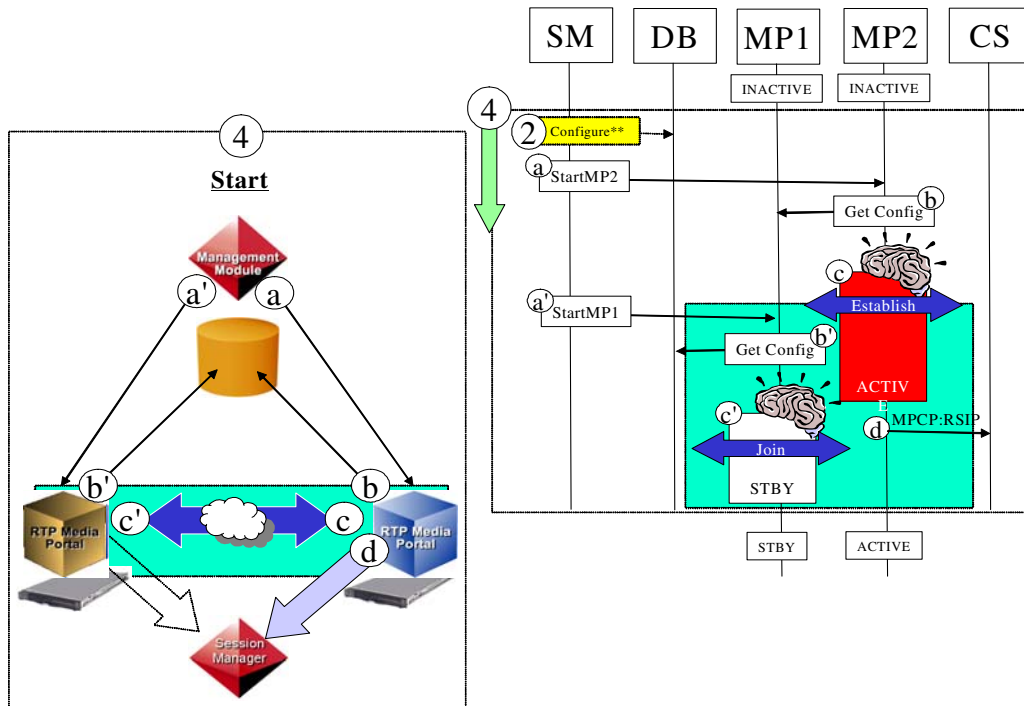 4
Start
Management
Module
a'
a
b'
b
c'
c
RTP Media
Portal
RTP Media
Portal
d
Session
Manager
SM
DB
MP1
MP2
CS
INACTIVE
INACTIVE
4
2
Configure**
a
StartMP2
b
Get Config
c
Establish
a'
StartMP1
b'
Get Config
ACTIV
E
c'
d
MPCP:RSIP
Join
STBY
STBY
ACTIVE